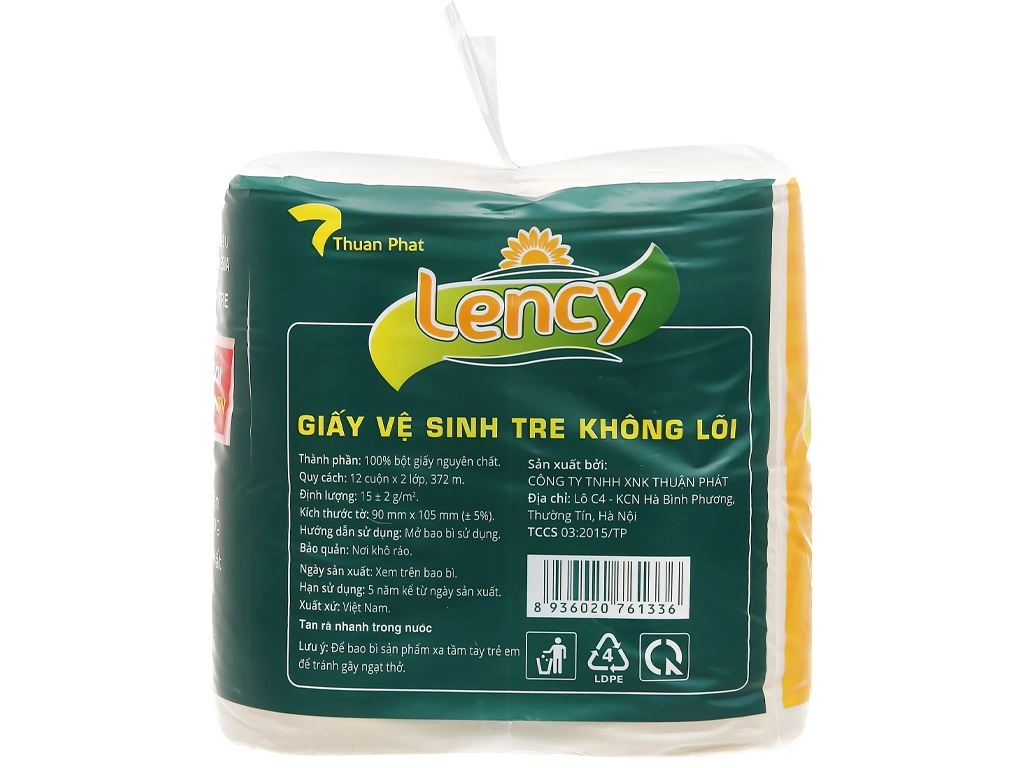 Thuan Phat
Lency
GIẤY VỆ SINH TRE KHÔNG LÕI
Thành phần: 100% bột giấy nguyên chất.
Quy cách: 12 cuộn x 2 lớp, 372 m.
Định lượng: 15 ± 2 g/m².
Kích thước tờ: 90 mm x 105 mm (± 5%).
Hướng dẫn sử dụng: Mở bao bì sử dụng.
Bảo quản: Nơi khô ráo.
Ngày sản xuất: Xem trên bao bì.
Hạn sử dụng: 5 năm kể từ ngày sản xuất.
Xuất xứ: Việt Nam.
Tan rã nhanh trong nước
Lưu ý: Để bao bì sản phẩm xa tầm tay trẻ em
để tránh gây ngạt thở.
Sản xuất bởi:
CÔNG TY TNHH XNK THUẬN PHÁT
Địa chỉ: Lô C4 - KCN Hà Bình Phương,
Thường Tín, Hà Nội
TCCS 03:2015/TP
8 936020 761336
4
LDPE